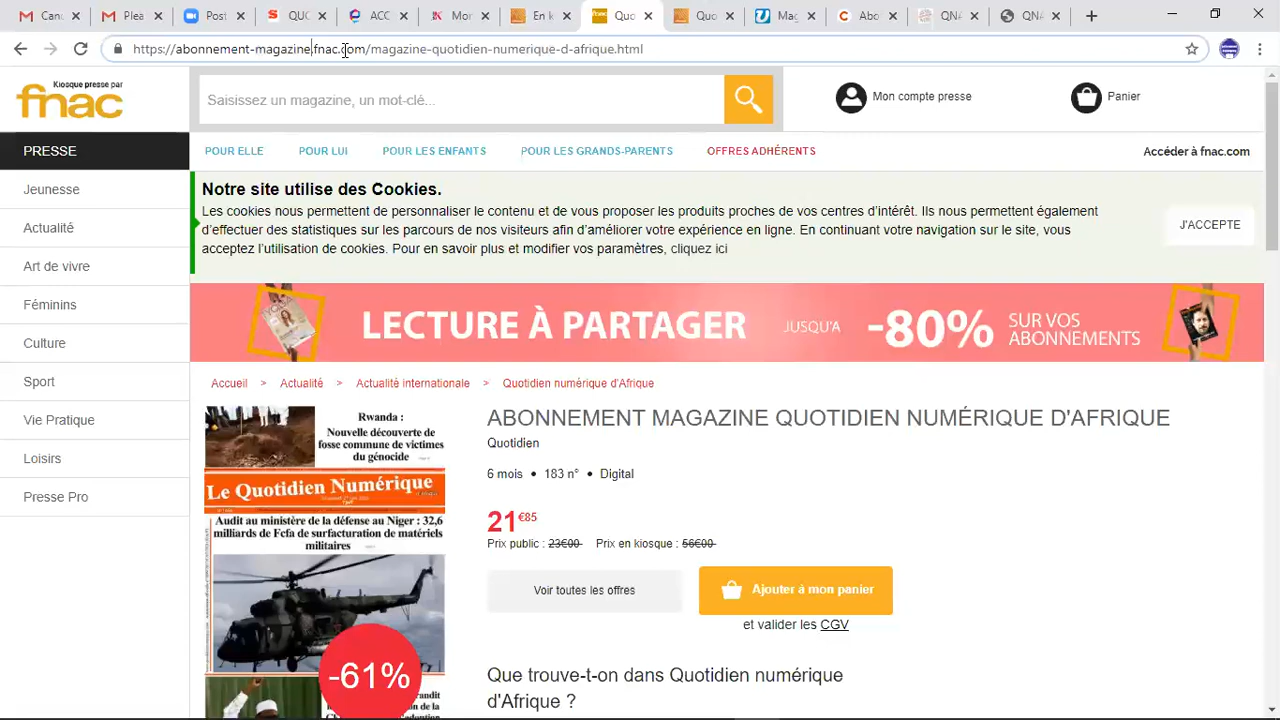 Can
Plea
Post
QUC
ACC
Mor
En k
Quo
Quo
Mag
Abo
QNA
QNA
https://abonnement-magazine.fnac.com/magazine-quotidien-numerique-d-afrique.html
Kiosque presse par
fnac
Saisissez un magazine, un mot-clé...
Mon compte presse
Panier
PRESSE
POUR ELLE
POUR LUI
POUR LES ENFANTS
POUR LES GRANDS-PARENTS
OFFRES ADHÉRENTS
Accéder à fnac.com
Jeunesse
Actualité
Art de vivre
Féminins
Culture
Sport
Vie Pratique
Loisirs
Presse Pro
Notre site utilise des Cookies.
Les cookies nous permettent de personnaliser le contenu et de vous proposer les produits proches de vos centres d'intérêt. Ils nous permettent également
d'effectuer des statistiques sur les parcours de nos visiteurs afin d'améliorer votre expérience en ligne. En continuant votre navigation sur le site, vous
acceptez l'utilisation de cookies. Pour en savoir plus et modifier vos paramètres, cliquez ici
J'ACCEPTE
LECTURE À PARTAGER
JUSQU'A
-80%
SUR VOS
ABONNEMENTS
Accueil > Actualité > Actualité internationale > Quotidien numérique d'Afrique
Rwanda :
Nouvelle découverte de
fosse commune de victimes
du génocide
Le Quotidien Numérique
Audit au ministère de la défense au Niger : 32,6
milliards de Fcfa de surfacturation de matériels
militaires
-61%
ABONNEMENT MAGAZINE QUOTIDIEN NUMÉRIQUE D'AFRIQUE
Quotidien
6 mois • 183 n° • Digital
21€85
Prix public : 23€00 Prix en kiosque : 56€00
Voir toutes les offres
Ajouter à mon panier
et valider les CGV
Que trouve-t-on dans Quotidien numérique
d'Afrique ?